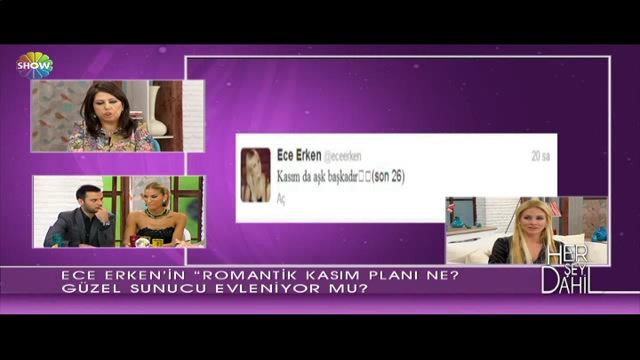 SHOW
Ece Erken @eceerken
20 sa
Kasım da aşk başkadır(son 26)
Aç
ECE ERKEN'İN "ROMANTİK KASIM PLANI NE?
GÜZEL SUNUCU EVLENİYOR MU?
HER
ŞEY
DAHİL